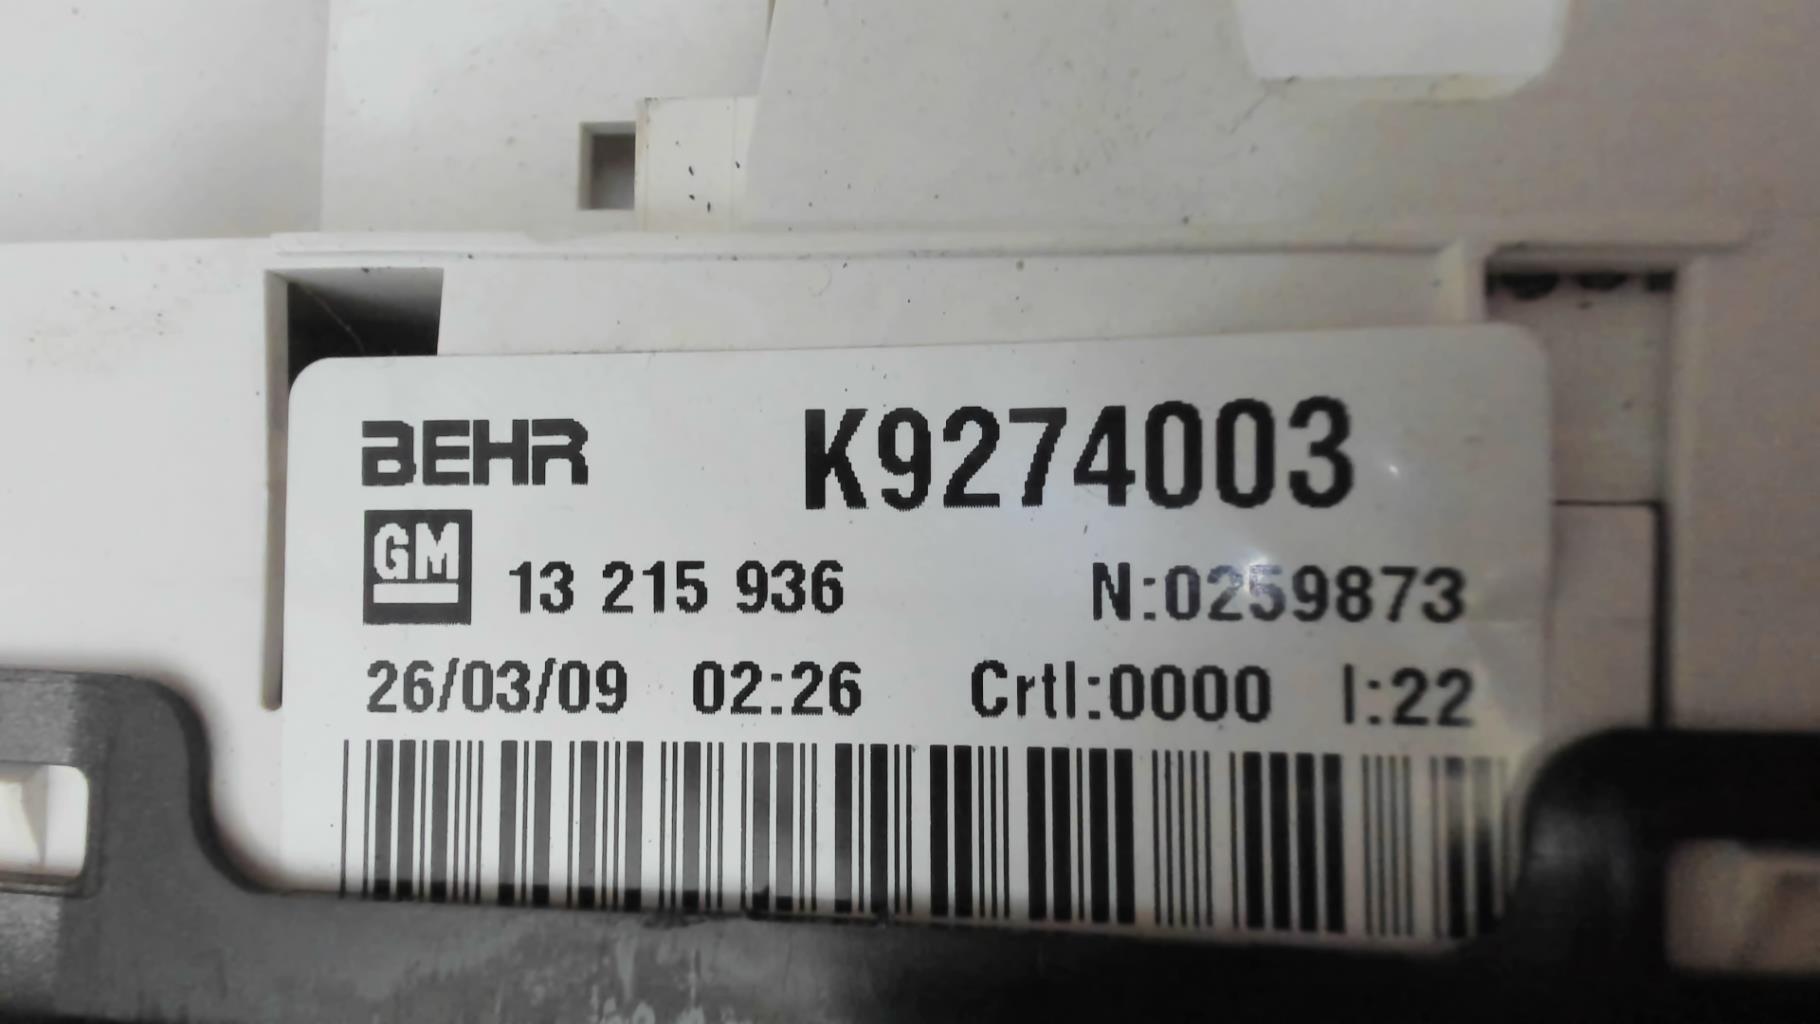 BEHR K9274003
GM 13 215 936 N:0259873
26/03/09 02:26 Crtl:0000 I:22